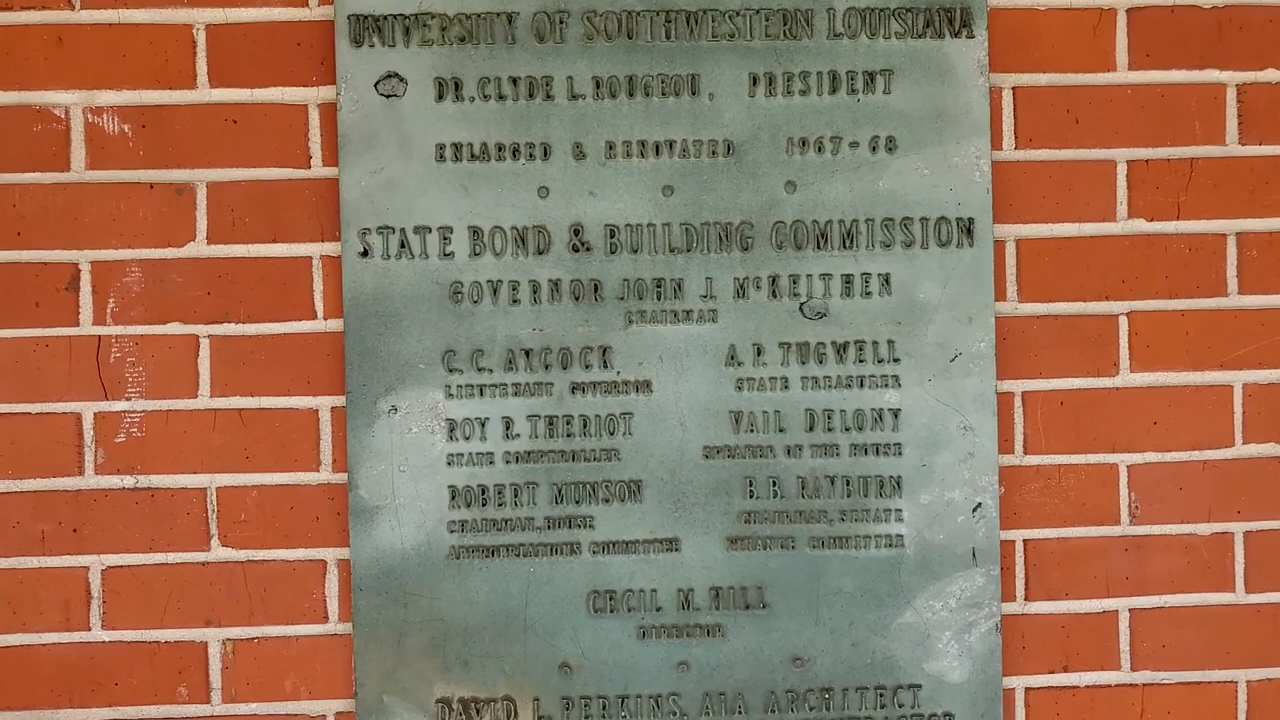 UNIVERSITY OF SOUTHWESTERN LOUISIANA
DR. CLYDE L. ROUGEOU, PRESIDENT
ENLARGED & RENOVATED 1967-68
STATE BOND & BUILDING COMMISSION
GOVERNOR JOHN J. McKEITHEN
CHAIRMAN
C. C. AYCOCK, A. P. TUGWELL
LIEUTENANT GOVERNOR STATE TREASURER
ROY R. THERIOT VAIL DELONY
STATE COMPTROLLER SPEAKER OF THE HOUSE
ROBERT MUNSON B. B. RAYBURN
CHAIRMAN, HOUSE CHAIRMAN, SENATE
APPROPRIATIONS COMMITTEE FINANCE COMMITTEE
CECIL M. HILL
DIRECTOR
DAVID L. PERKINS, AIA ARCHITECT